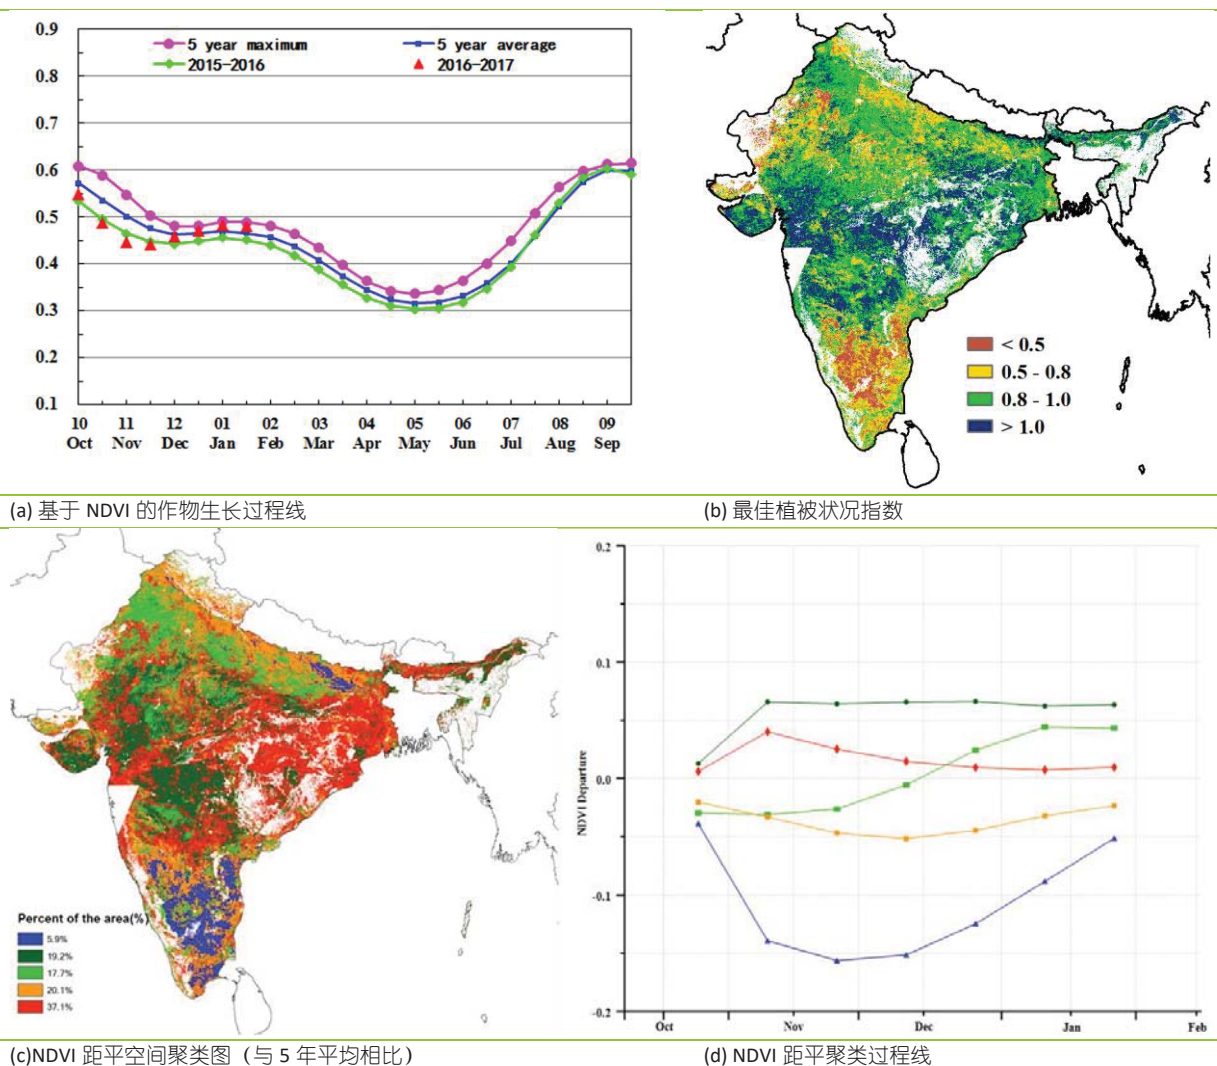 0.9
0.8
0.7
0.6
0.5
0.4
0.3
0.2
0.1
5 year maximum
5 year average
2015-2016
2016-2017
10 11 12 01 02 03 04 05 06 07 08 09
Oct Nov Dec Jan Feb Mar Apr May Jun Jul Aug Sep
< 0.5
0.5 - 0.8
0.8 - 1.0
> 1.0
(a) 基于 NDVI 的作物生长过程线
(b) 最佳植被状况指数
Percent of the area(%)
5.9%
19.2%
17.7%
20.1%
37.1%
0.2
0.1
0.0
-0.1
-0.2
NDVI Departure
Oct Nov Dec Jan Feb
(c)NDVI 距平空间聚类图（与 5 年平均相比）
(d) NDVI 距平聚类过程线